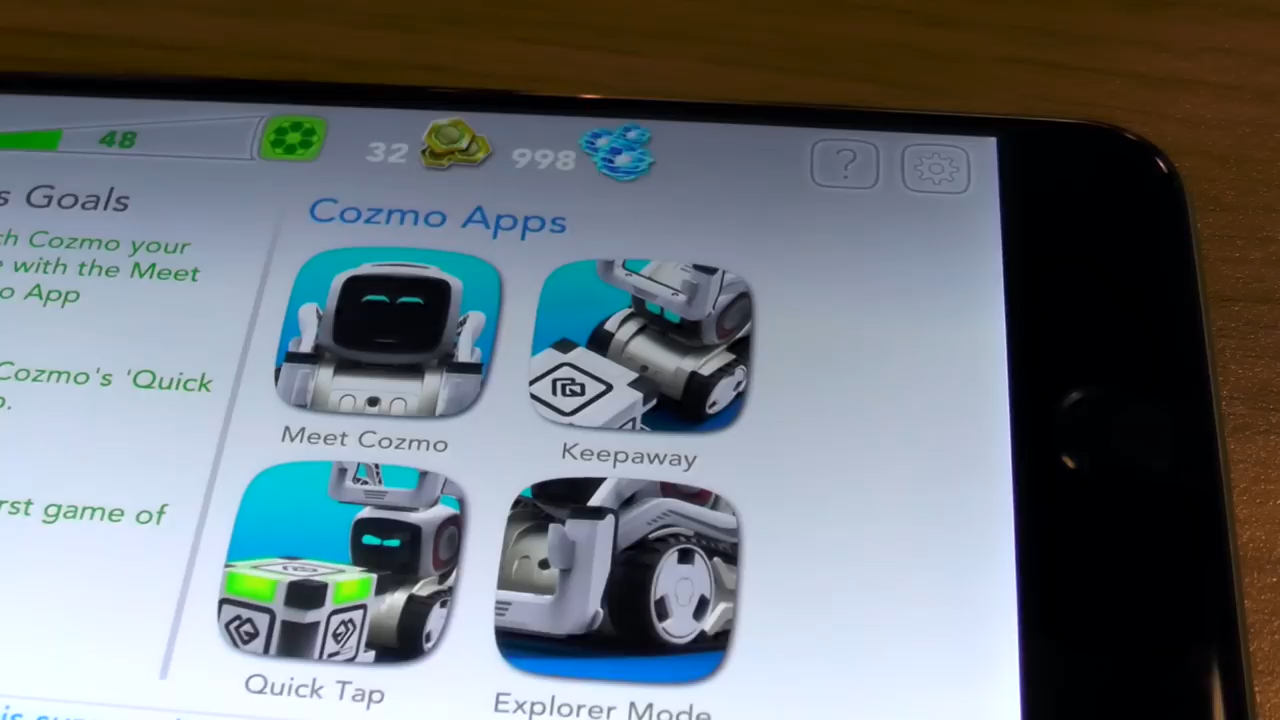 48
32
998
?
s Goals
Cozmo Apps
ch Cozmo your
with the Meet
o App
Cozmo's 'Quick
rst game of
Meet Cozmo
Keepaway
Quick Tap
Explorer Mode